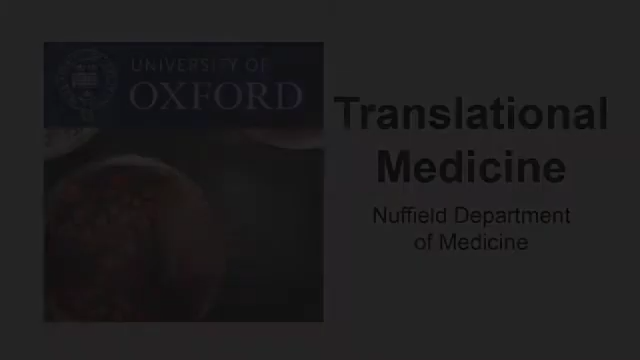 UNIVERSITY OF
OXFORD
Translational
Medicine
Nuffield Department
of Medicine